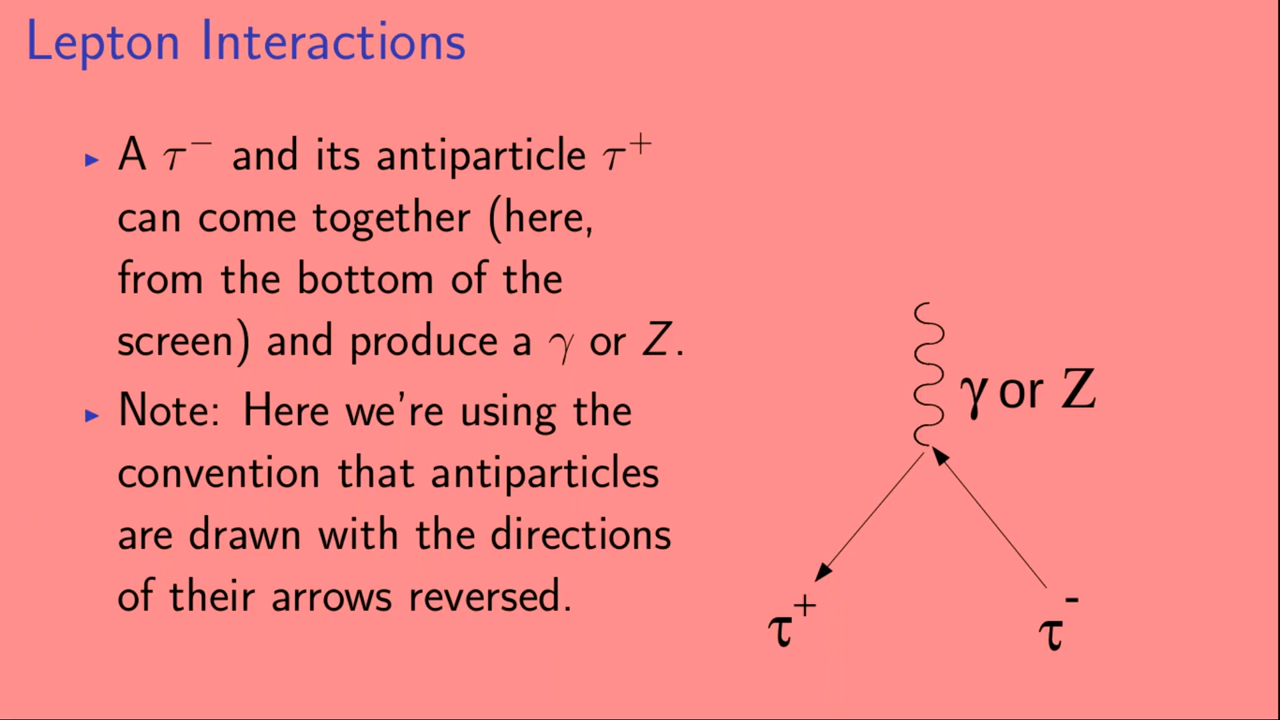 Lepton Interactions
▸ A τ⁻ and its antiparticle τ⁺
can come together (here,
from the bottom of the
screen) and produce a γ or Z.
▸ Note: Here we're using the
convention that antiparticles
are drawn with the directions
of their arrows reversed.
γ or Z
τ⁺
τ⁻